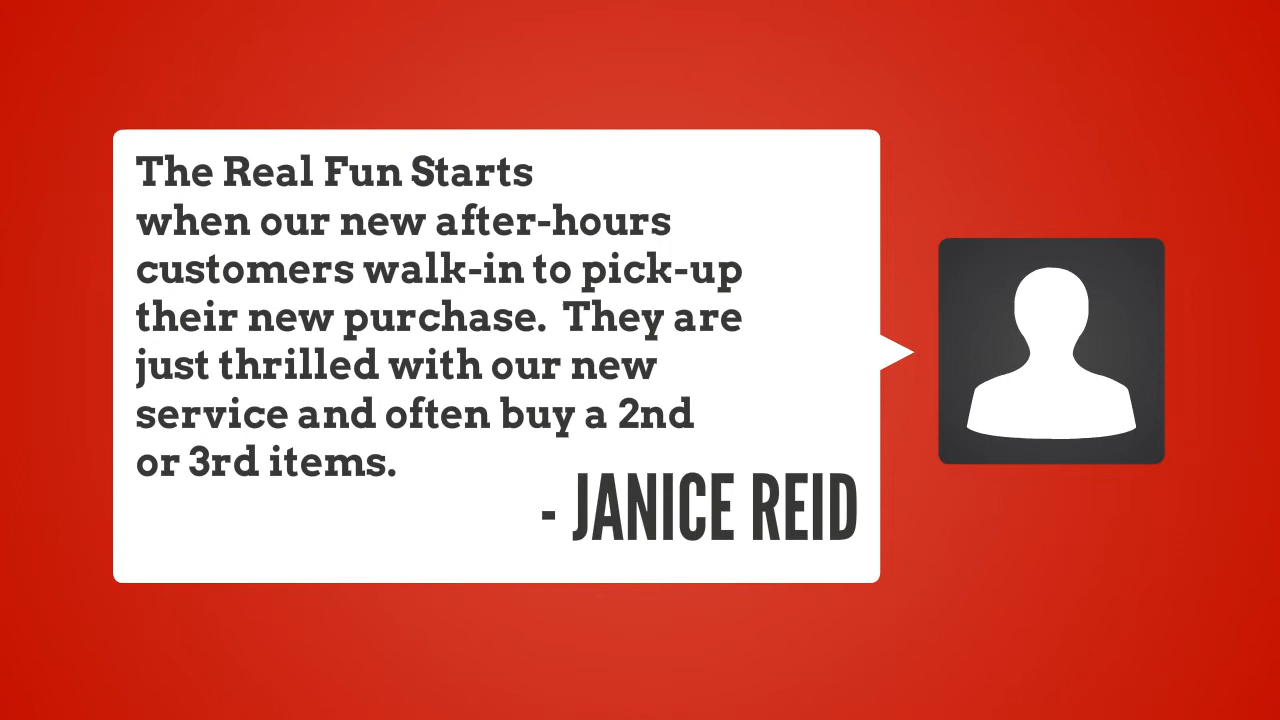 The Real Fun Starts
when our new after-hours
customers walk-in to pick-up
their new purchase.  They are
just thrilled with our new
service and often buy a 2nd
or 3rd items.
- JANICE REID